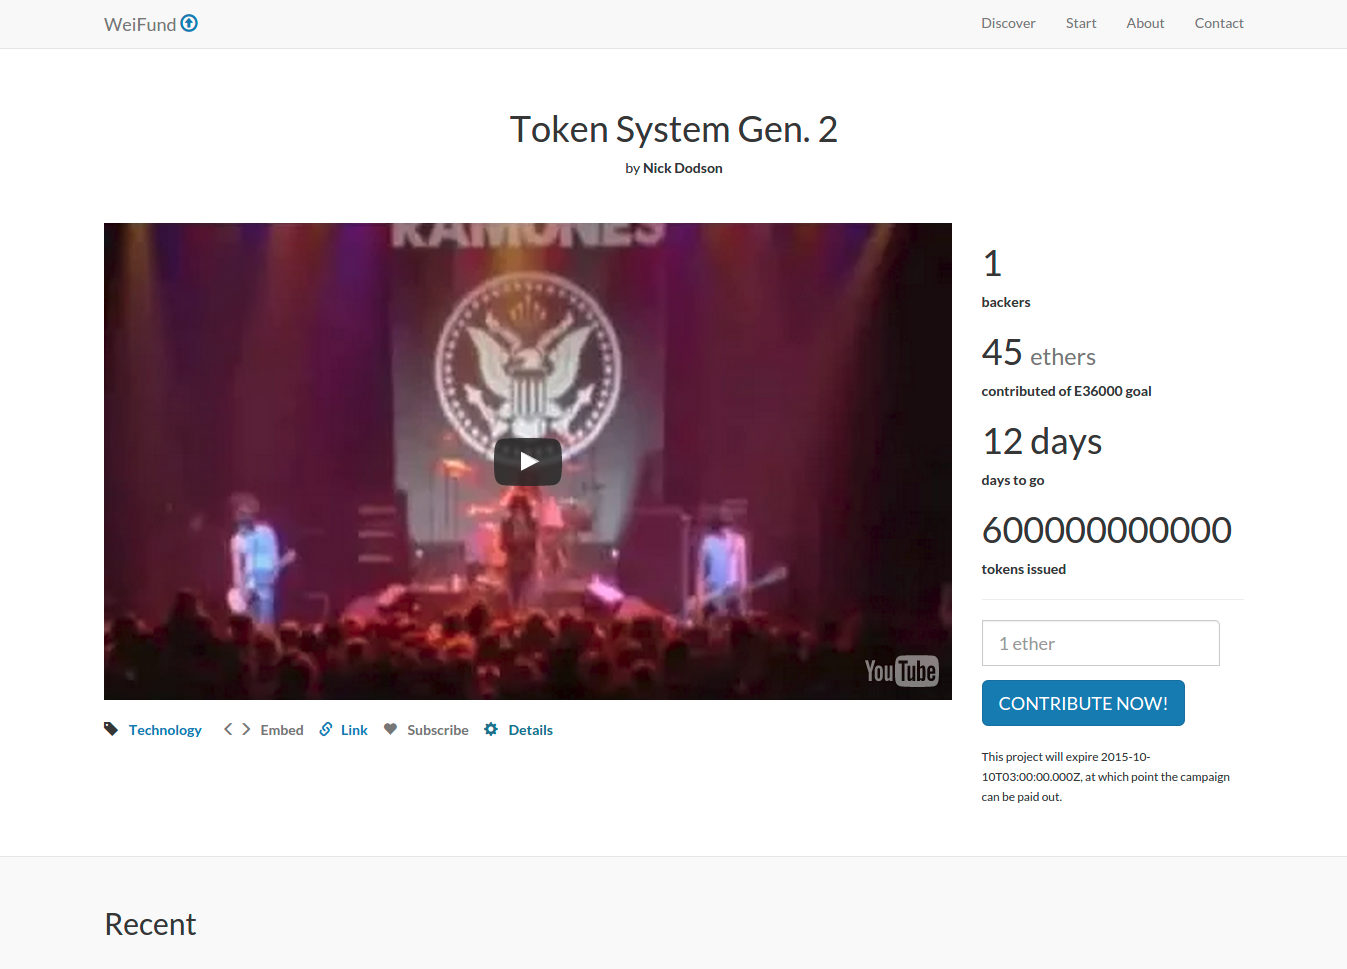 WeiFund
Discover Start About Contact
Token System Gen. 2
by Nick Dodson
RAMONES
YouTube
Technology Embed Link Subscribe Details
1
backers
45 ethers
contributed of E36000 goal
12 days
days to go
600000000000
tokens issued
1 ether
CONTRIBUTE NOW!
This project will expire 2015-10-
10T03:00:00.000Z, at which point the campaign
can be paid out.
Recent